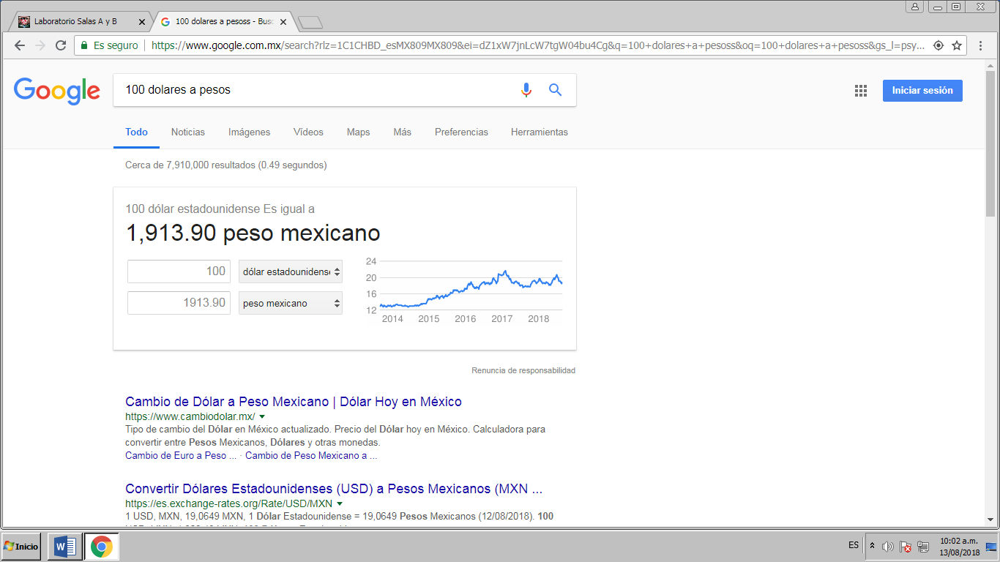 Laboratorio Salas A y B
100 dolares a pesoss - Busc
Es seguro
https://www.google.com.mx/search?rlz=1C1CHBD_esMX809MX809&ei=dZ1xW7jnLcW7tgW04bu4Cg&q=100+dolares+a+pesoss&oq=100+dolares+a+pesoss&gs_l=psy...
Google
100 dolares a pesos
Iniciar sesión
Todo Noticias Imágenes Vídeos Maps Más Preferencias Herramientas
Cerca de 7,910,000 resultados (0.49 segundos)
100 dólar estadounidense Es igual a
1,913.90 peso mexicano
100 dólar estadounidense
1913.90 peso mexicano
24
20
16
12
2014 2015 2016 2017 2018
Renuncia de responsabilidad
Cambio de Dólar a Peso Mexicano | Dólar Hoy en México
https://www.cambiodolar.mx/
Tipo de cambio del Dólar en México actualizado. Precio del Dólar hoy en México. Calculadora para
convertir entre Pesos Mexicanos, Dólares y otras monedas.
Cambio de Euro a Peso ... · Cambio de Peso Mexicano a ...
Convertir Dólares Estadounidenses (USD) a Pesos Mexicanos (MXN ...
https://es.exchange-rates.org/Rate/USD/MXN
1 USD, MXN, 19,0649 MXN, 1 Dólar Estadounidense = 19,0649 Pesos Mexicanos (12/08/2018). 100
Inicio
ES
10:02 a.m.
13/08/2018